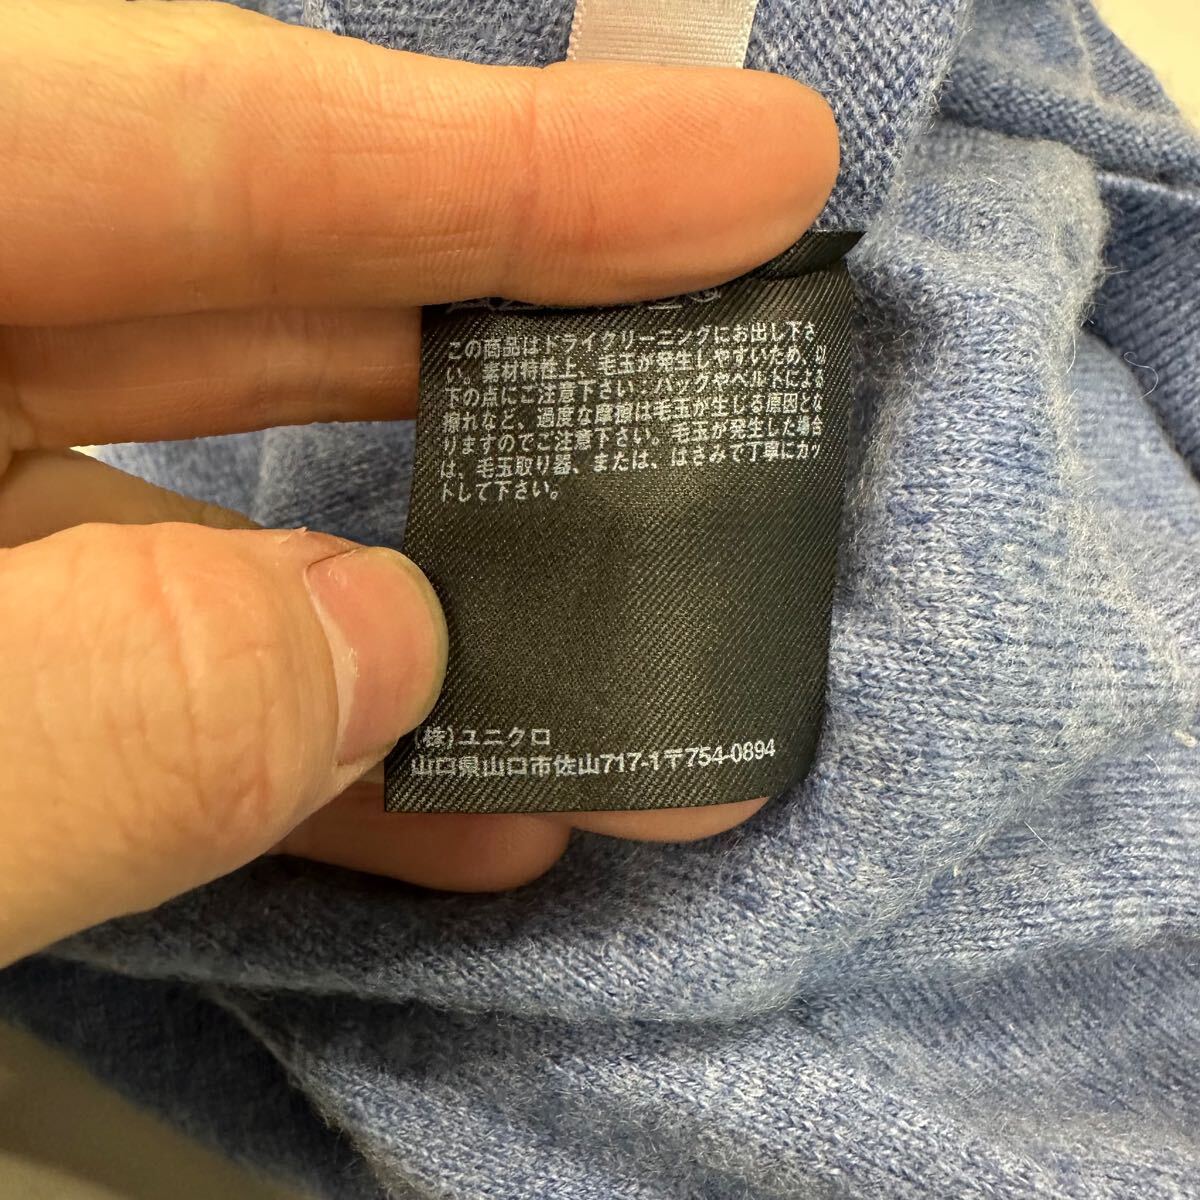 この商品はドライクリーニングにお出し下さ
い。素材特性上、毛玉が発生しやすいため、以
下の点にご注意下さい。バックやベルトによる
擦れなど、過度な摩擦は毛玉が生じる原因とな
りますのでご注意下さい。毛玉が発生した場合
は、毛玉取り器、または、はさみで丁寧にカッ
トして下さい。
(株)ユニクロ
山口県山口市佐山717-1〒754-0894